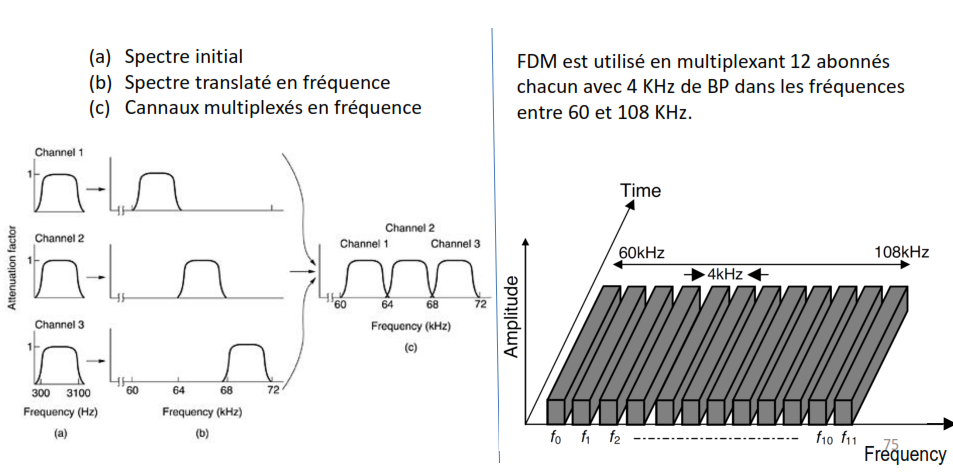 (a) Spectre initial
(b) Spectre translaté en fréquence
(c) Cannaux multiplexés en fréquence
Channel 1
1
Channel 2
1
Channel 3
1
Attenuation factor
300 3100
Frequency (Hz)
(a)
60 64 68 72
Frequency (kHz)
(b)
Channel 2
Channel 1 Channel 3
60 64 68 72
Frequency (kHz)
(c)
FDM est utilisé en multiplexant 12 abonnés
chacun avec 4 KHz de BP dans les fréquences
entre 60 et 108 KHz.
Time
60kHz 108kHz
4kHz
Amplitude
f0 f1 f2 f10 f11
75
Frequency